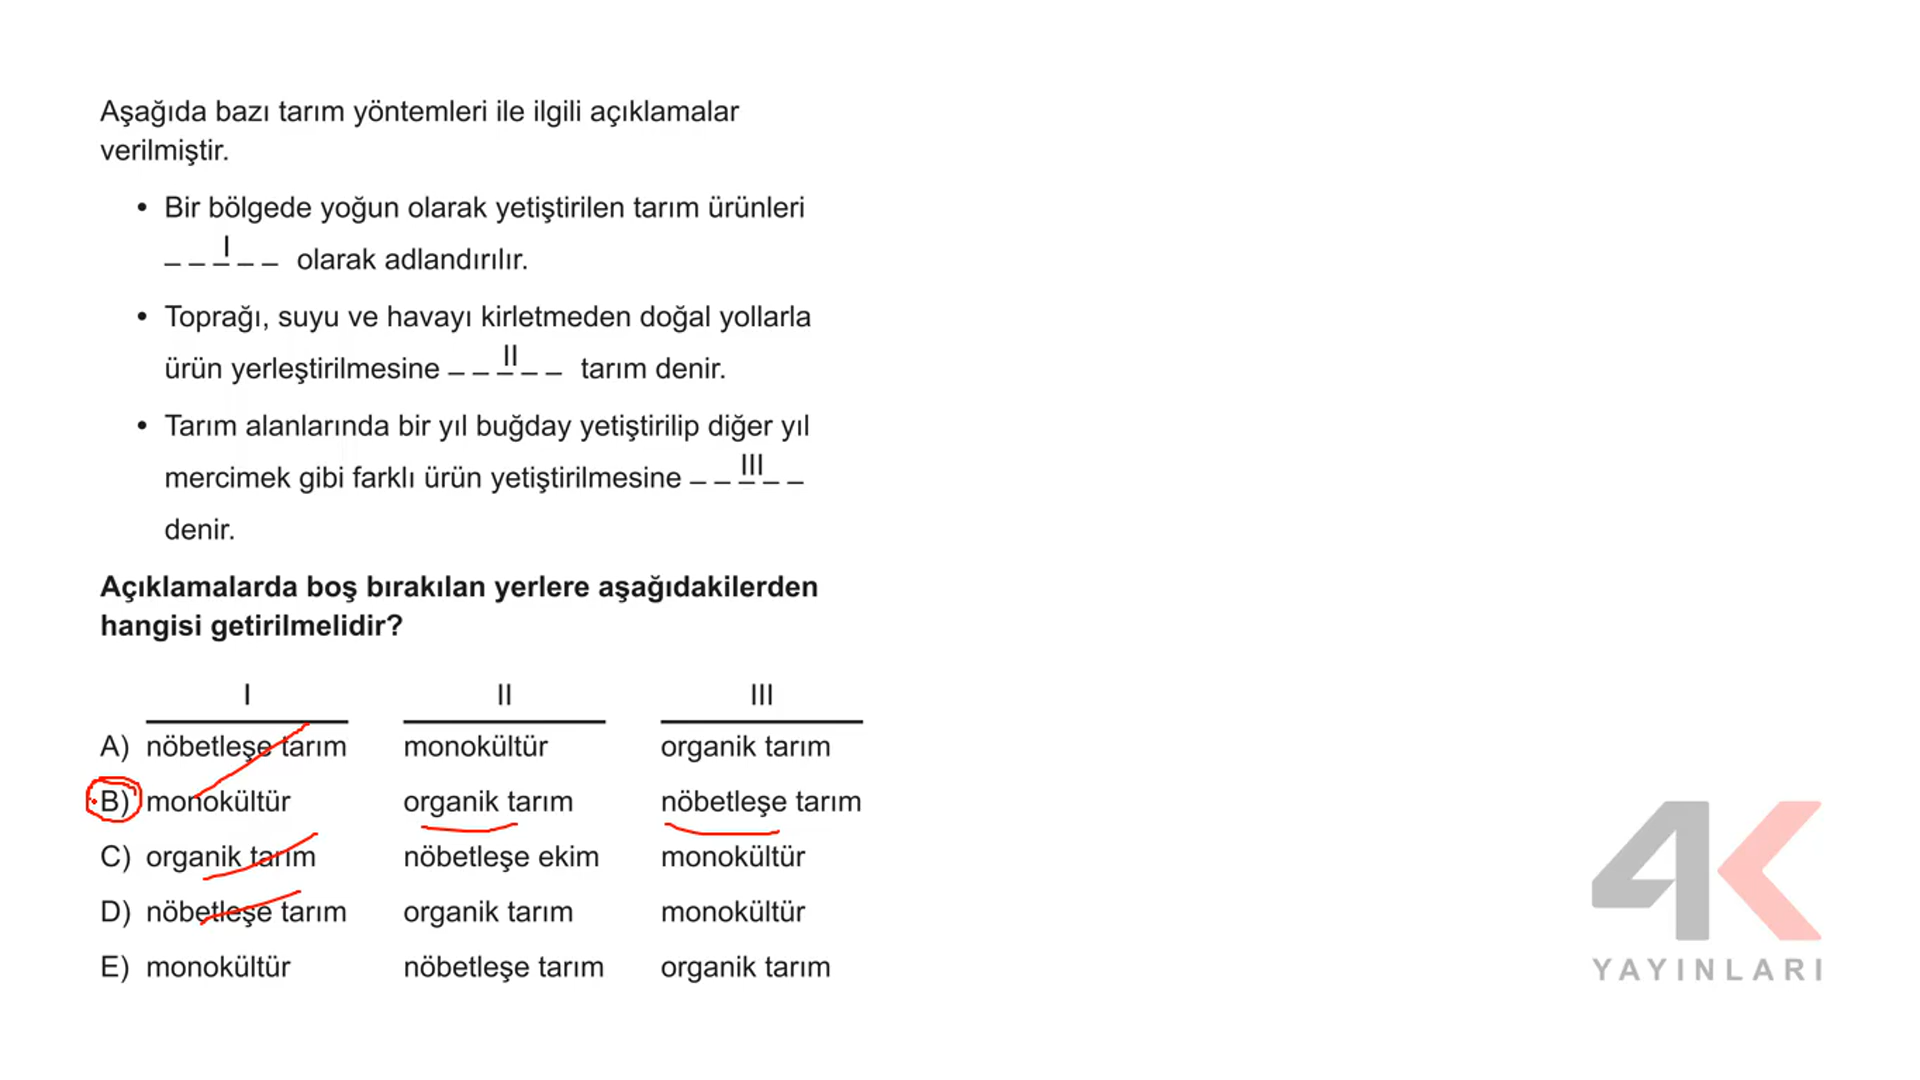 Aşağıda bazı tarım yöntemleri ile ilgili açıklamalar
verilmiştir.
• Bir bölgede yoğun olarak yetiştirilen tarım ürünleri
_ _ I _ _ olarak adlandırılır.
• Toprağı, suyu ve havayı kirletmeden doğal yollarla
ürün yerleştirilmesine _ _ II _ _ tarım denir.
• Tarım alanlarında bir yıl buğday yetiştirilip diğer yıl
mercimek gibi farklı ürün yetiştirilmesine _ _ III _ _
denir.
Açıklamalarda boş bırakılan yerlere aşağıdakilerden
hangisi getirilmelidir?
I II III
A) nöbetleşe tarım monokültür organik tarım
B) monokültür organik tarım nöbetleşe tarım
C) organik tarım nöbetleşe ekim monokültür
D) nöbetleşe tarım organik tarım monokültür
E) monokültür nöbetleşe tarım organik tarım
4K
YAYINLARI